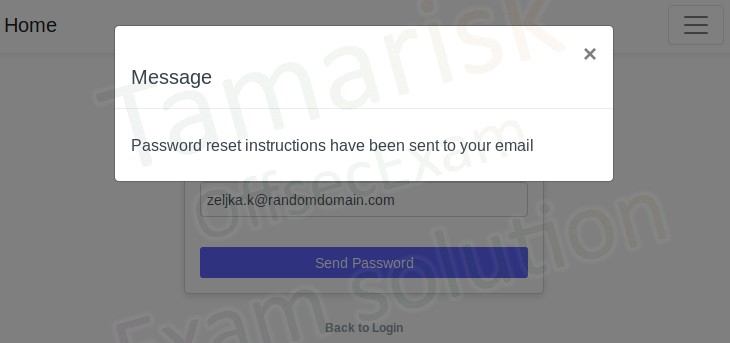 Home
×
Message
Password reset instructions have been sent to your email
zeljka.k@randomdomain.com
Send Password
Back to Login
Tamarisk
OffsecExam
Exam solution